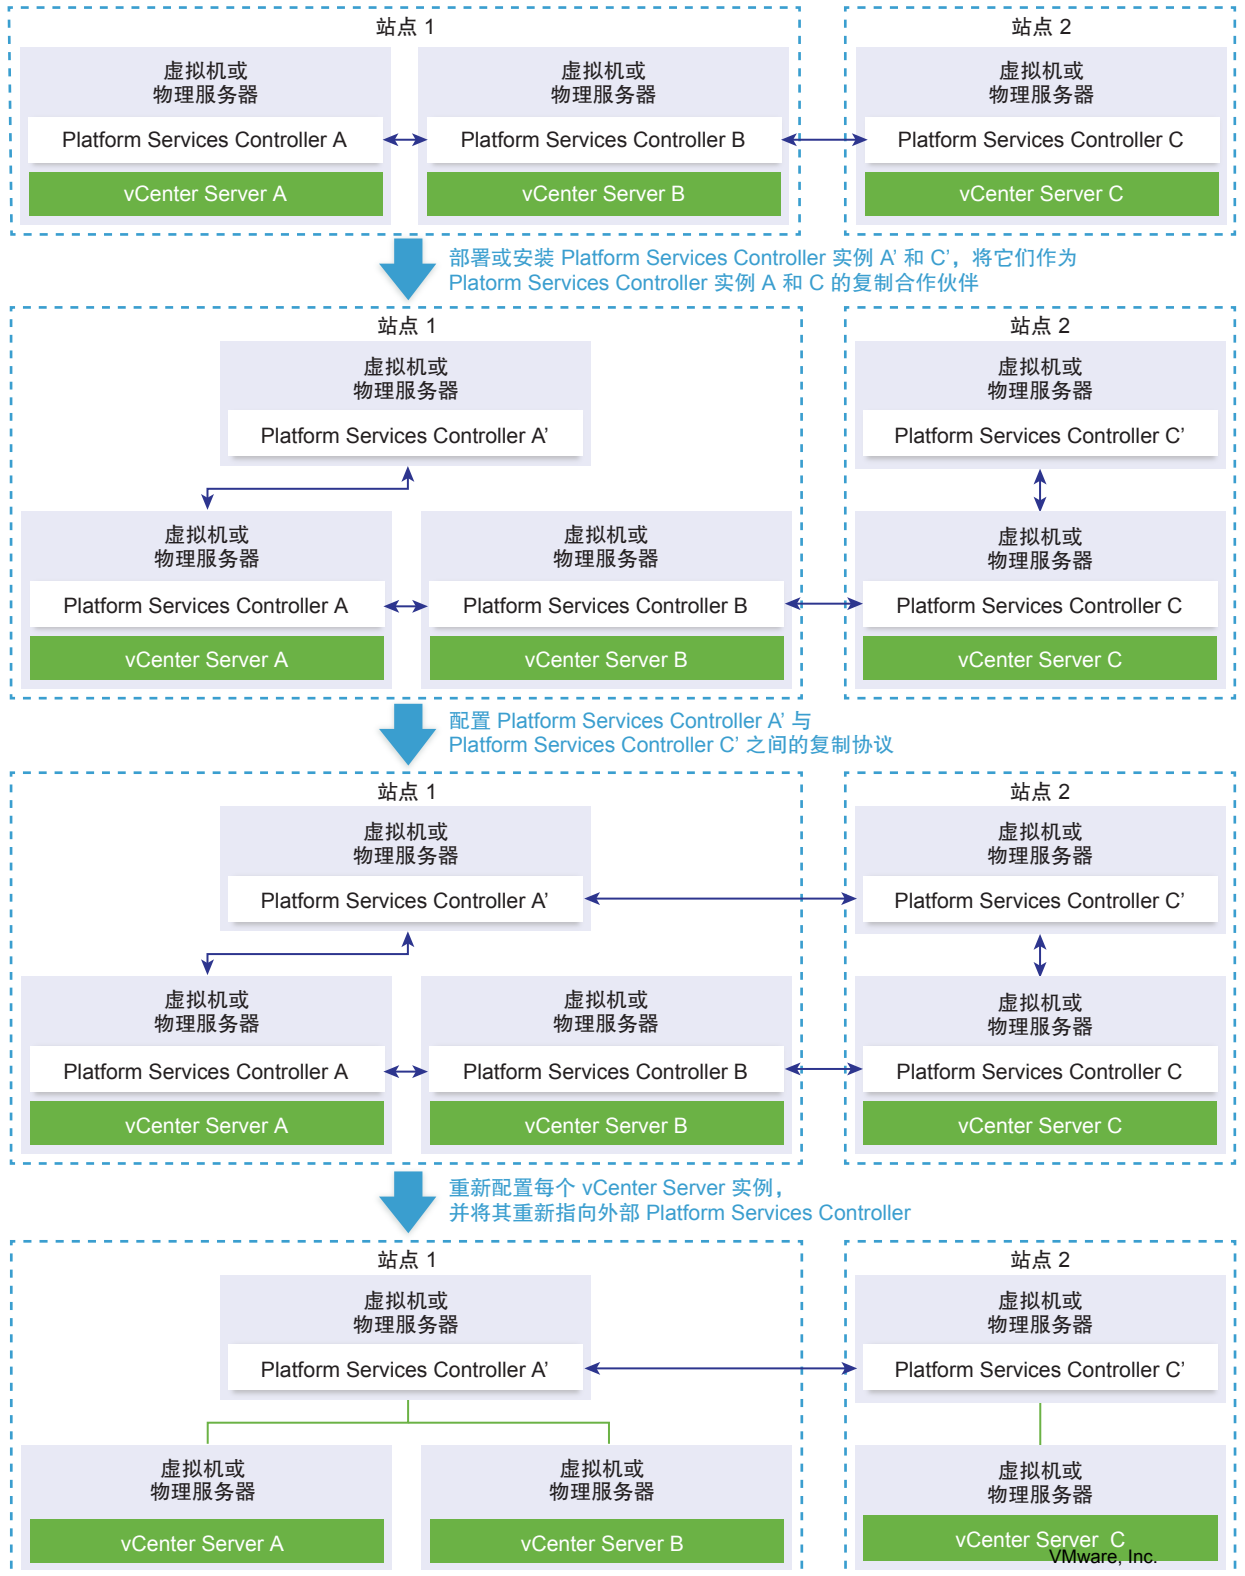 站点 1
站点 2
虚拟机或
物理服务器
虚拟机或
物理服务器
虚拟机或
物理服务器
Platform Services Controller A
Platform Services Controller B
Platform Services Controller C
vCenter Server A
vCenter Server B
vCenter Server C
部署或安装 Platform Services Controller 实例 A’ 和 C’，将它们作为
Platorm Services Controller 实例 A 和 C 的复制合作伙伴
站点 1
站点 2
虚拟机或
物理服务器
虚拟机或
物理服务器
Platform Services Controller A’
Platform Services Controller C’
虚拟机或
物理服务器
虚拟机或
物理服务器
虚拟机或
物理服务器
Platform Services Controller A
Platform Services Controller B
Platform Services Controller C
vCenter Server A
vCenter Server B
vCenter Server C
配置 Platform Services Controller A’ 与
Platform Services Controller C’ 之间的复制协议
站点 1
站点 2
虚拟机或
物理服务器
虚拟机或
物理服务器
Platform Services Controller A’
Platform Services Controller C’
虚拟机或
物理服务器
虚拟机或
物理服务器
虚拟机或
物理服务器
Platform Services Controller A
Platform Services Controller B
Platform Services Controller C
vCenter Server A
vCenter Server B
vCenter Server C
重新配置每个 vCenter Server 实例，
并将其重新指向外部 Platform Services Controller
站点 1
站点 2
虚拟机或
物理服务器
虚拟机或
物理服务器
Platform Services Controller A’
Platform Services Controller C’
虚拟机或
物理服务器
虚拟机或
物理服务器
虚拟机或
物理服务器
vCenter Server A
vCenter Server B
vCenter Server C
VMware, Inc.